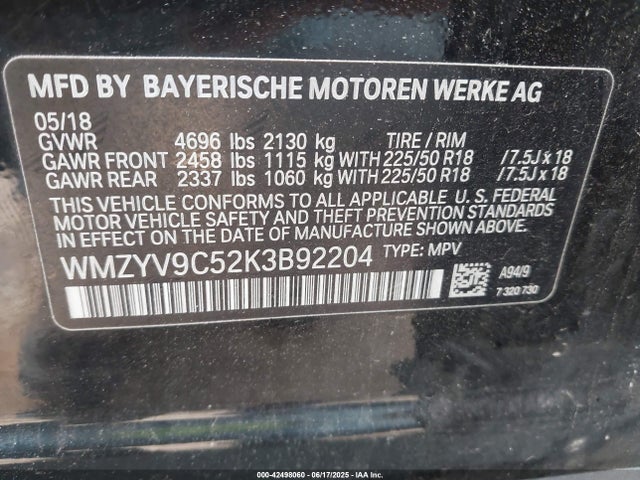 MFD BY BAYERISCHE MOTOREN WERKE AG
05/18
GVWR 4696 lbs 2130 kg TIRE / RIM
GAWR FRONT 2458 lbs 1115 kg WITH 225/50 R18 / 7.5J x 18
GAWR REAR 2337 lbs 1060 kg WITH 225/50 R18 / 7.5J x 18
THIS VEHICLE CONFORMS TO ALL APPLICABLE U. S. FEDERAL
MOTOR VEHICLE SAFETY AND THEFT PREVENTION STANDARDS
IN EFFECT ON THE DATE OF MANUFACTURE SHOWN ABOVE.
WMZYV9C52K3B92204 TYPE: MPV
A94/9
7 320 730
000-42498060 - 06/17/2025 - IAA Inc.